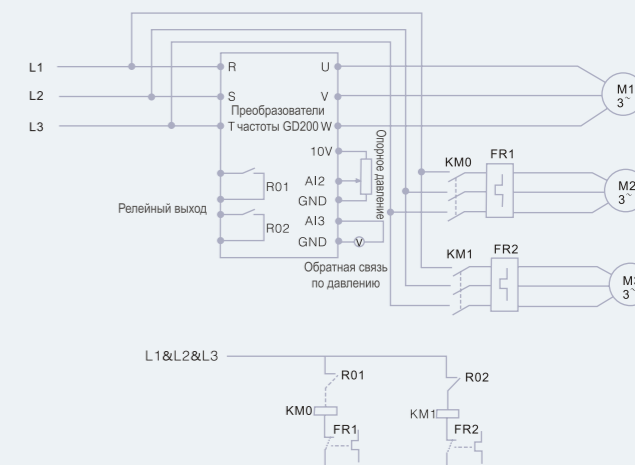 L1
L2
L3
R
S
T
U
V
W
Преобразователи
частоты GD200
10V
AI2
GND
AI3
GND
R01
R02
Релейный выход
Опорное давление
V
Обратная связь
по давлению
KM0
FR1
KM1
FR2
M1
3~
M2
3~
M3
3~
L1&L2&L3
R01
R02
KM0
KM1
FR1
FR2